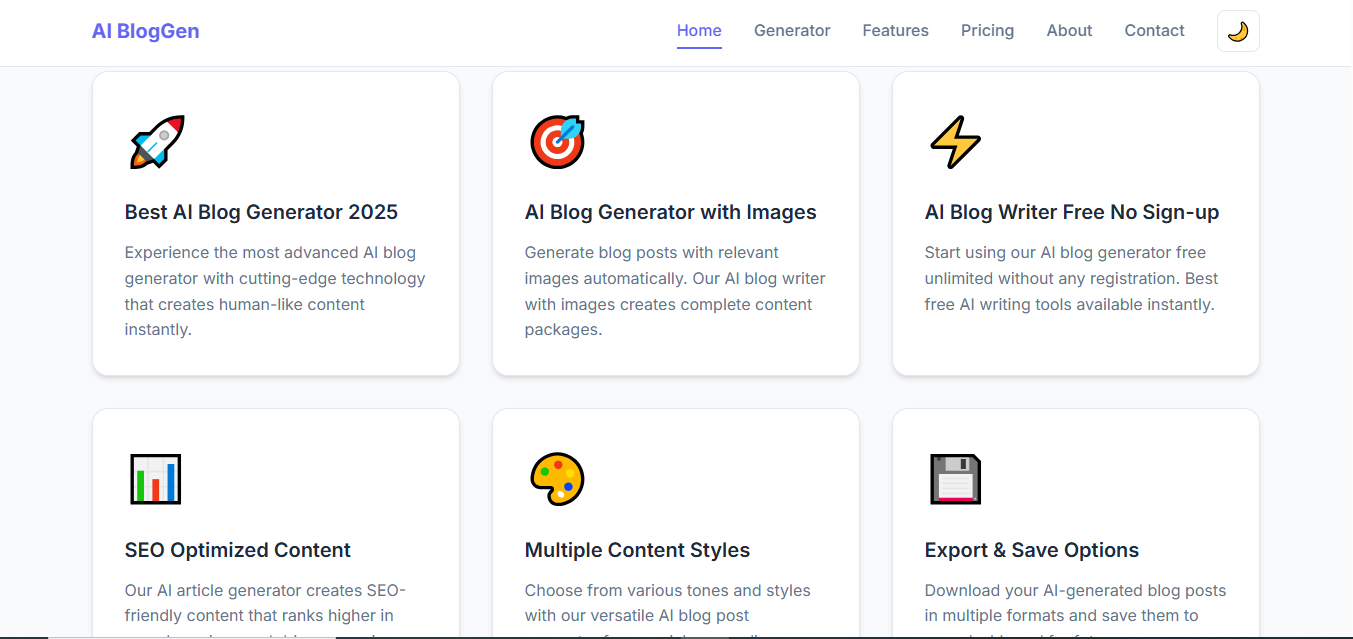 AI BlogGen
Home Generator Features Pricing About Contact
Best AI Blog Generator 2025
Experience the most advanced AI blog
generator with cutting-edge technology
that creates human-like content
instantly.
AI Blog Generator with Images
Generate blog posts with relevant
images automatically. Our AI blog writer
with images creates complete content
packages.
AI Blog Writer Free No Sign-up
Start using our AI blog generator free
unlimited without any registration. Best
free AI writing tools available instantly.
SEO Optimized Content
Our AI article generator creates SEO-
friendly content that ranks higher in
Multiple Content Styles
Choose from various tones and styles
with our versatile AI blog post
Export & Save Options
Download your AI-generated blog posts
in multiple formats and save them to